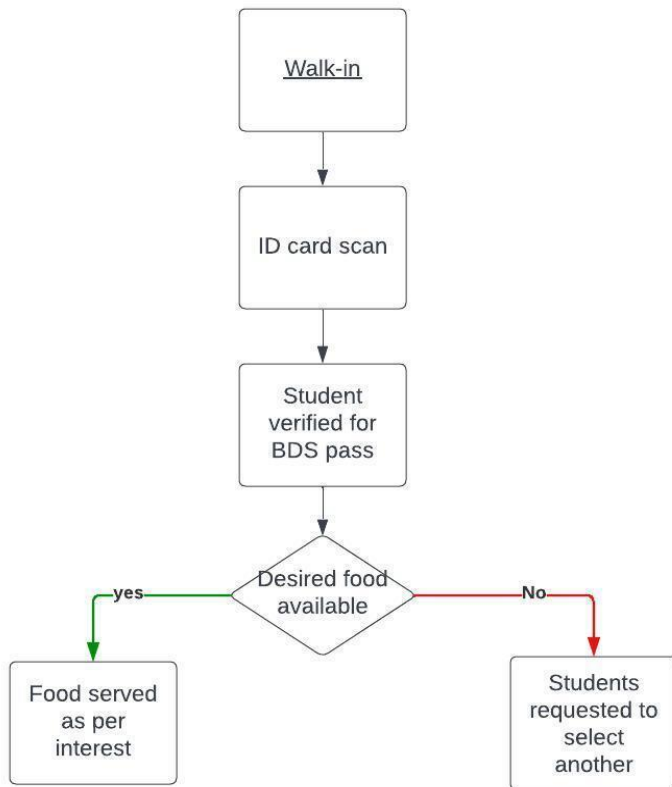 Walk-in
ID card scan
Student
verified for
BDS pass
Desired food
available
yes
No
Food served
as per
interest
Students
requested to
select
another